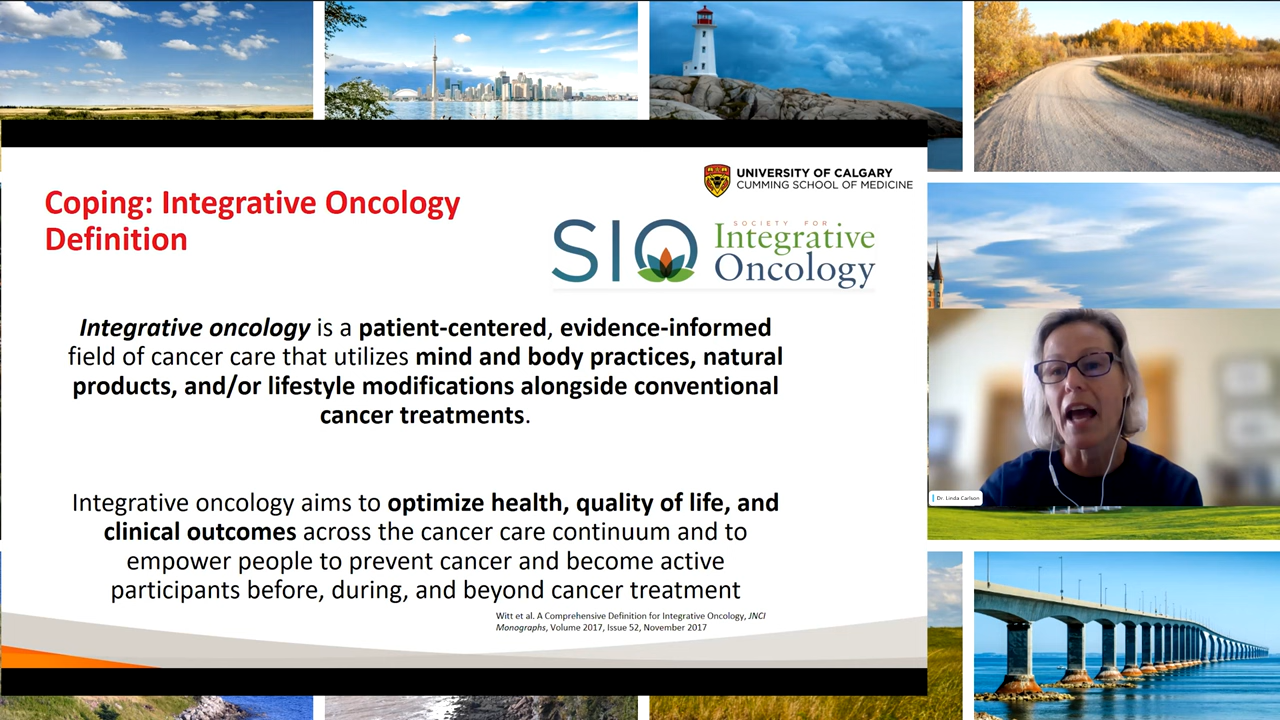 UNIVERSITY OF CALGARY
CUMMING SCHOOL OF MEDICINE
Coping: Integrative Oncology
Definition
SIO
SOCIETY FOR
Integrative
Oncology
Integrative oncology is a patient-centered, evidence-informed
field of cancer care that utilizes mind and body practices, natural
products, and/or lifestyle modifications alongside conventional
cancer treatments.
Integrative oncology aims to optimize health, quality of life, and
clinical outcomes across the cancer care continuum and to
empower people to prevent cancer and become active
participants before, during, and beyond cancer treatment
Witt et al. A Comprehensive Definition for Integrative Oncology, JNCI
Monographs, Volume 2017, Issue 52, November 2017
Dr. Linda Carlson